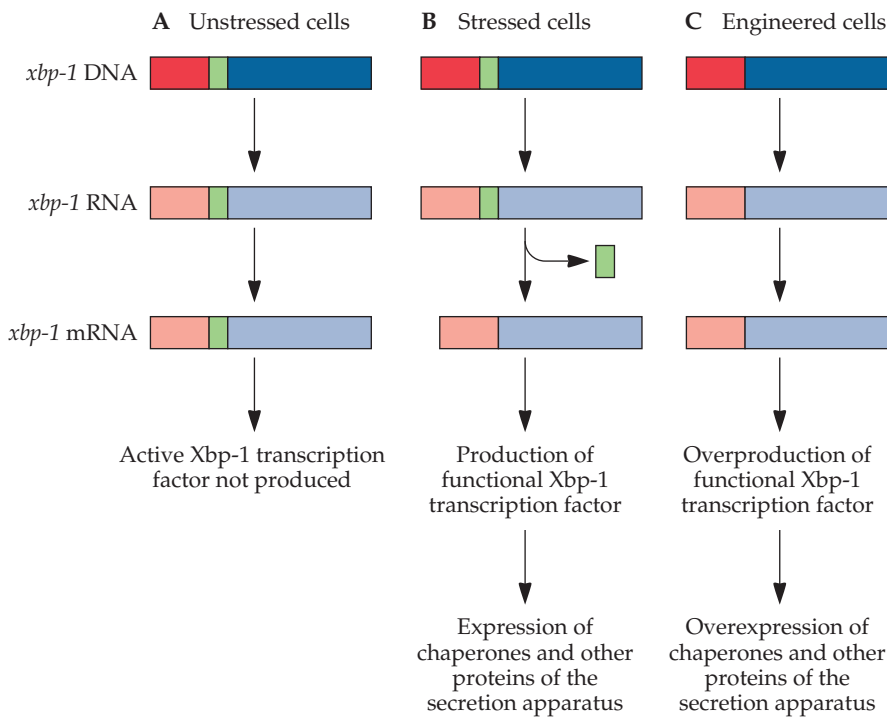 A Unstressed cells
B Stressed cells
C Engineered cells
xbp-1 DNA
xbp-1 RNA
xbp-1 mRNA
Active Xbp-1 transcription
factor not produced
Production of
functional Xbp-1
transcription factor
Overproduction of
functional Xbp-1
transcription factor
Expression of
chaperones and other
proteins of the
secretion apparatus
Overexpression of
chaperones and other
proteins of the
secretion apparatus